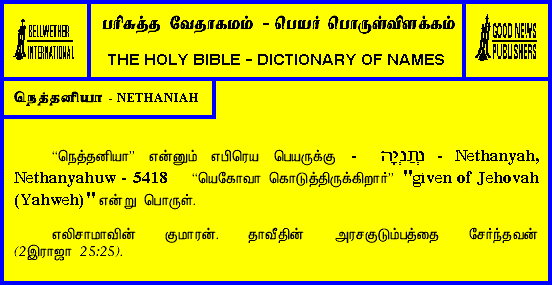 BELLWETHER
INTERNATIONAL
பரிசுத்த வேதாகமம் - பெயர் பொருள்விளக்கம்
THE HOLY BIBLE - DICTIONARY OF NAMES
GOOD NEWS
PUBLISHERS
நெத்தனியா - NETHANIAH
“நெத்தனியா” என்னும் எபிரெய பெயருக்கு - נְתַנְיָה - Nethanyah,
Nethanyahuw - 5418 “யெகோவா கொடுத்திருக்கிறார்” "given of Jehovah
(Yahweh)" என்று பொருள்.
எலிசாமாவின் குமாரன். தாவீதின் அரசகுடும்பத்தை சேர்ந்தவன்
(2இராஜா 25:25).